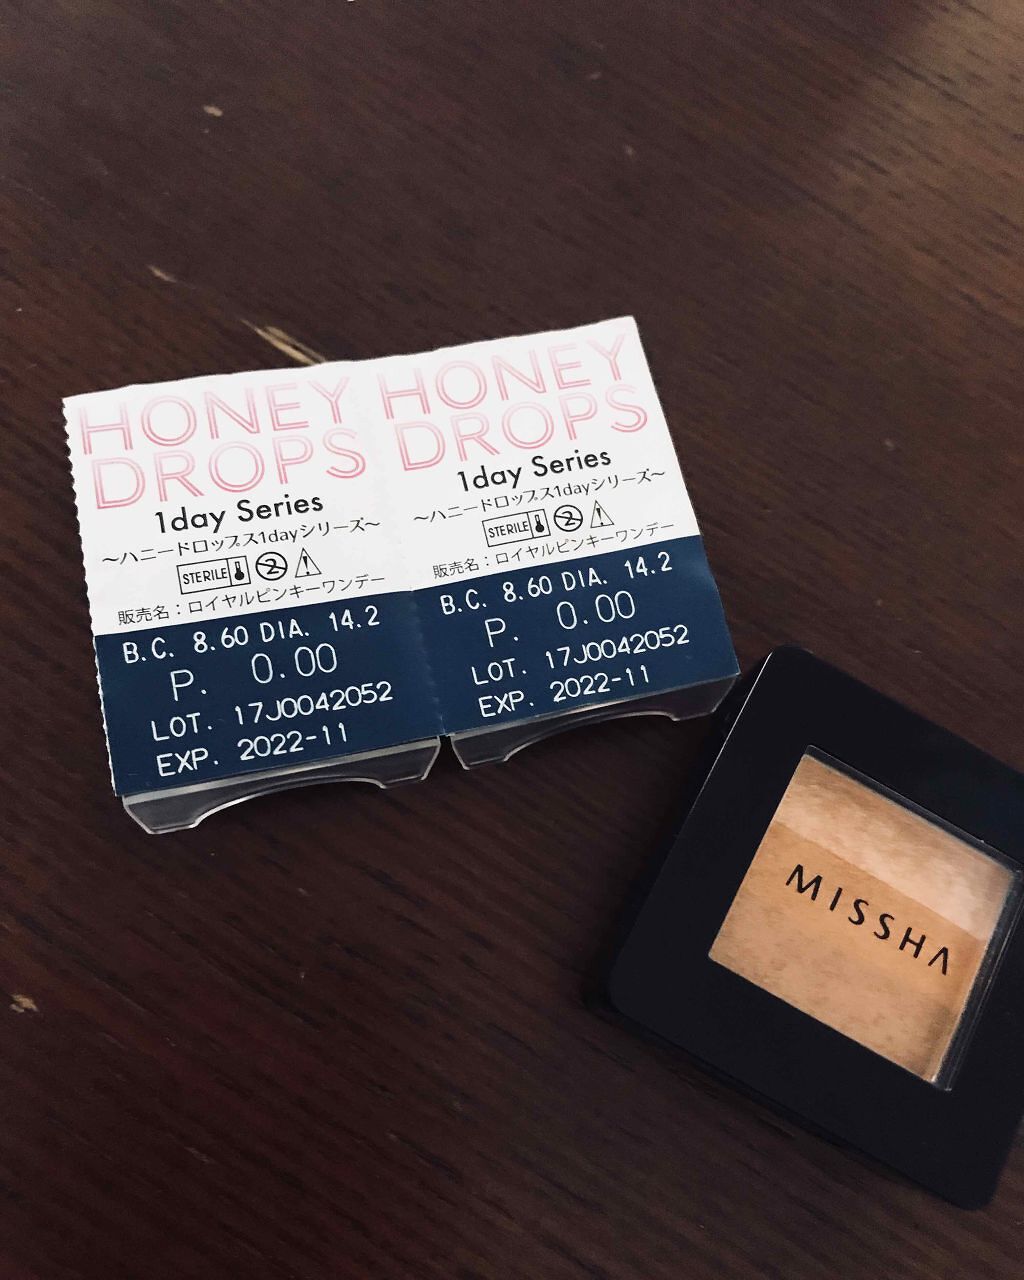 HONEY
DROPS
1day Series
～ハニードロップス1dayシリーズ～
STERILE
2
販売名：ロイヤルピンキーワンデー
B.C. 8.60 DIA. 14.2
P. 0.00
LOT. 17J0042052
EXP. 2022-11
HONEY
DROPS
1day Series
～ハニードロップス1dayシリーズ～
STERILE
2
販売名：ロイヤルピンキーワンデー
B.C. 8.60 DIA. 14.2
P. 0.00
LOT. 17J0042052
EXP. 2022-11
MISSHA